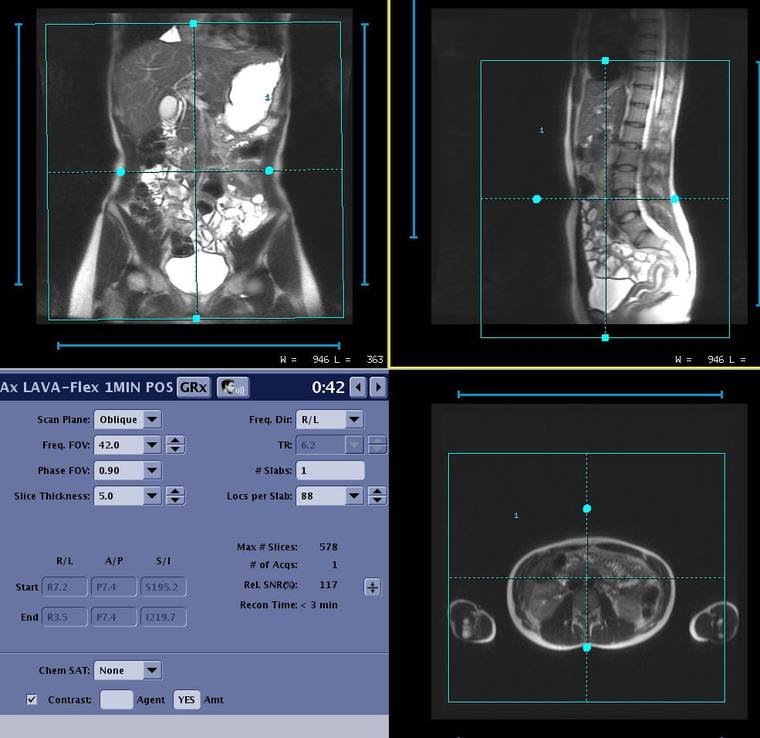 1
W = 946 L = 363
1
W = 946 L =
Ax LAVA-Flex 1MIN POS GRx 0:42
Scan Plane: Oblique Freq. Dir: R/L
Freq. FOV: 42.0 TR: 6.2
Phase FOV: 0.90 # Slabs: 1
Slice Thickness: 5.0 Locs per Slab: 88
Max # Slices: 578
R/L A/P S/I # of Acqs: 1
Start R7.2 P7.4 S195.2 Rel. SNR(%): 117
End R3.5 P7.4 I219.7 Recon Time: < 3 min
Chem SAT: None
Contrast: Agent YES Amt
1